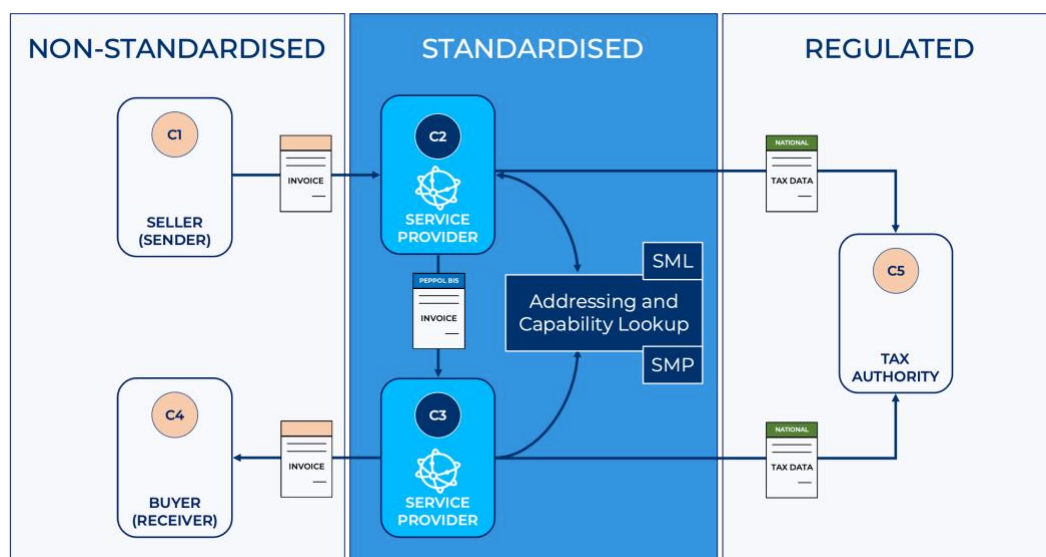 NON-STANDARDISED
STANDARDISED
REGULATED
C1
SELLER
(SENDER)
INVOICE
C2
SERVICE
PROVIDER
NATIONAL
TAX DATA
PEPPOL BIS
INVOICE
SML
Addressing and
Capability Lookup
SMP
C5
TAX
AUTHORITY
C4
BUYER
(RECEIVER)
INVOICE
C3
SERVICE
PROVIDER
NATIONAL
TAX DATA